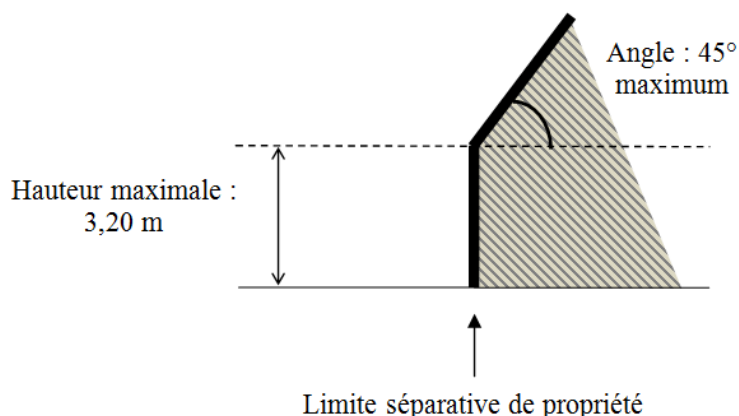 Angle : 45°
maximum
Hauteur maximale :
3,20 m
Limite séparative de propriété